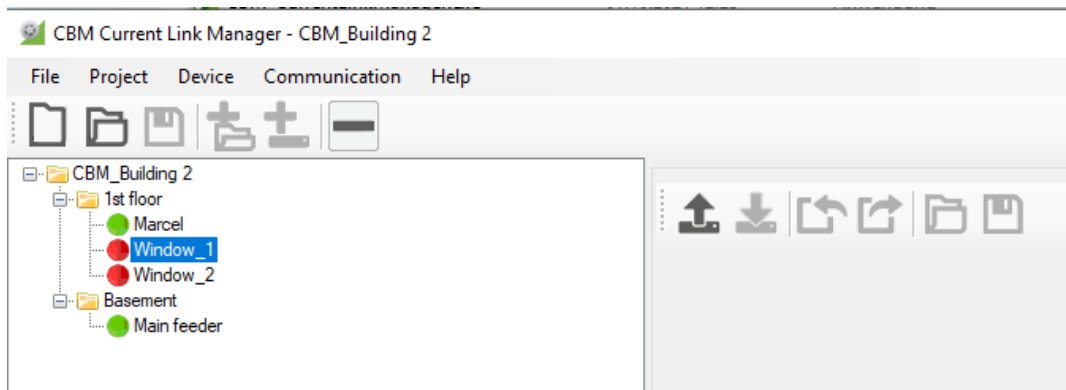 CBM Current Link Manager - CBM_Building 2
File Project Device Communication Help
CBM_Building 2
1st floor
Marcel
Window_1
Window_2
Basement
Main feeder